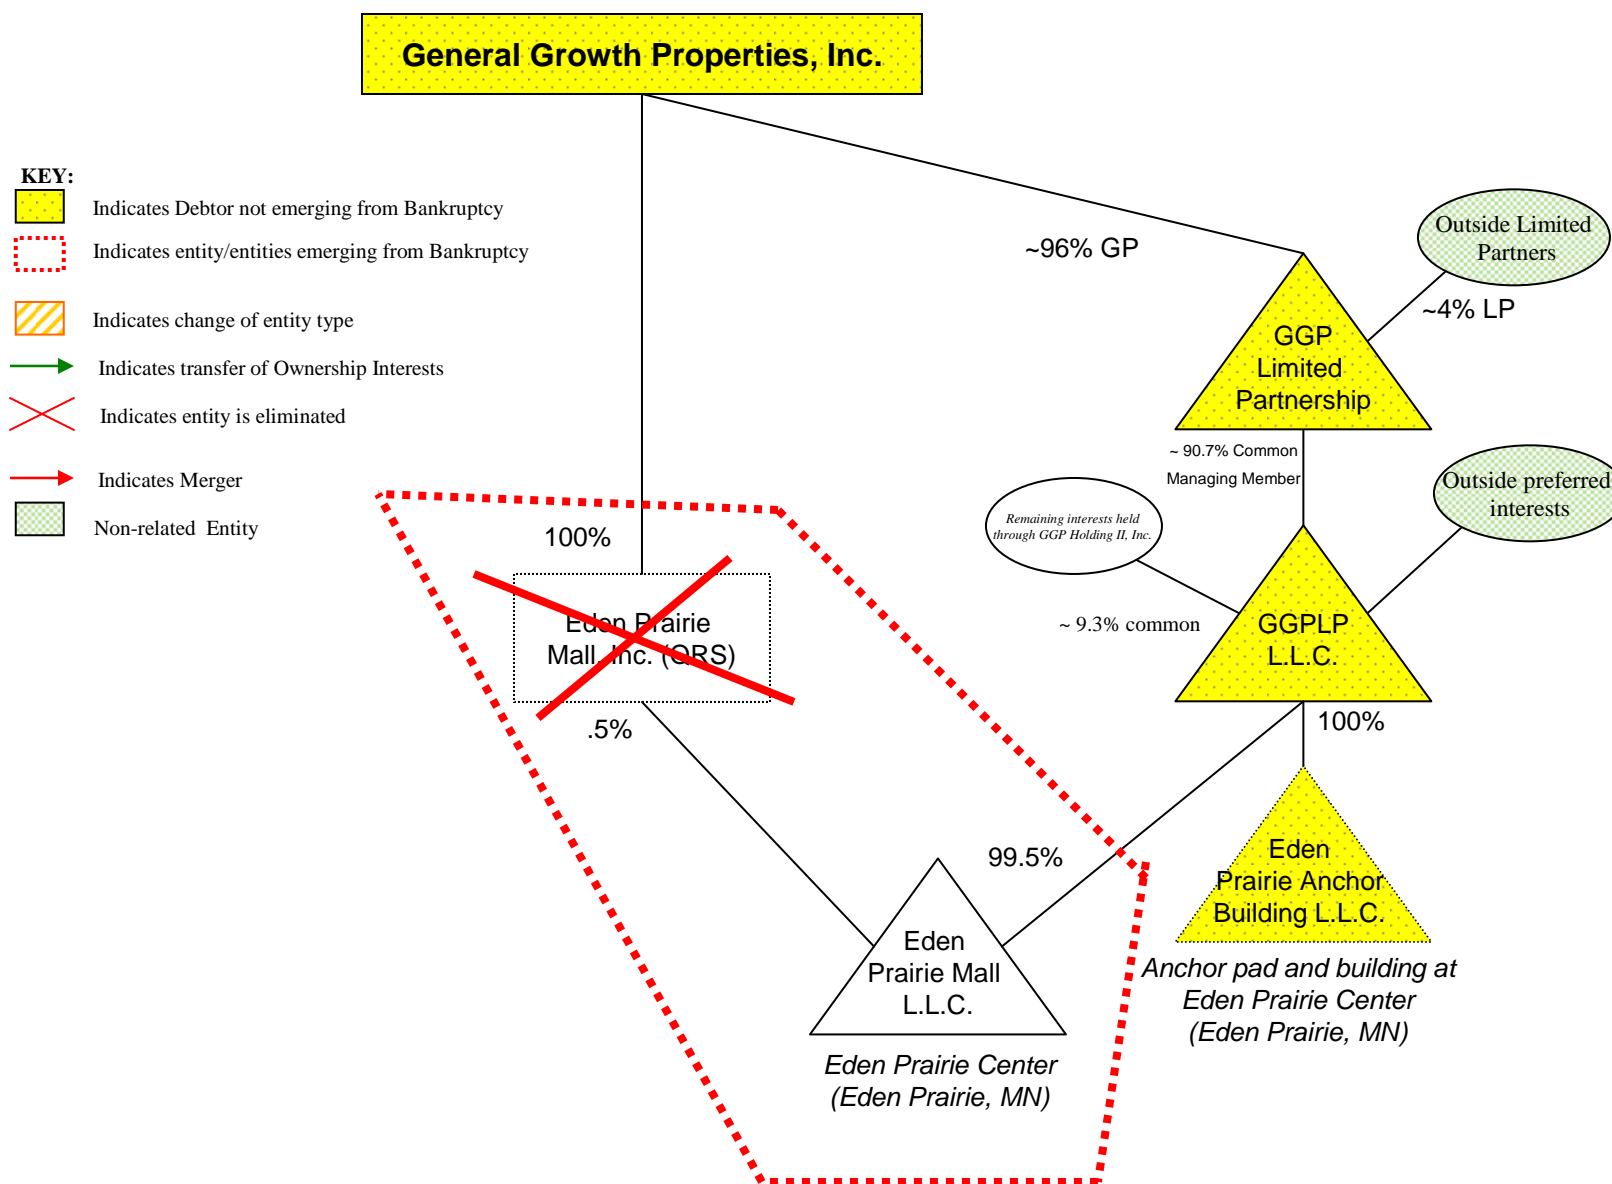 General Growth Properties, Inc.
KEY:
Indicates Debtor not emerging from Bankruptcy
Indicates entity/entities emerging from Bankruptcy
Indicates change of entity type
Indicates transfer of Ownership Interests
Indicates entity is eliminated
Indicates Merger
Non-related Entity
~96% GP
Outside Limited
Partners
~4% LP
GGP
Limited
Partnership
~ 90.7% Common
Managing Member
Outside preferred
interests
Remaining interests held
through GGP Holding II, Inc.
~ 9.3% common
GGPLP
L.L.C.
100%
Eden Prairie
Mall, Inc. (QRS)
.5%
100%
99.5%
Eden
Prairie Mall
L.L.C.
Eden Prairie Center
(Eden Prairie, MN)
Eden
Prairie Anchor
Building L.L.C.
Anchor pad and building at
Eden Prairie Center
(Eden Prairie, MN)